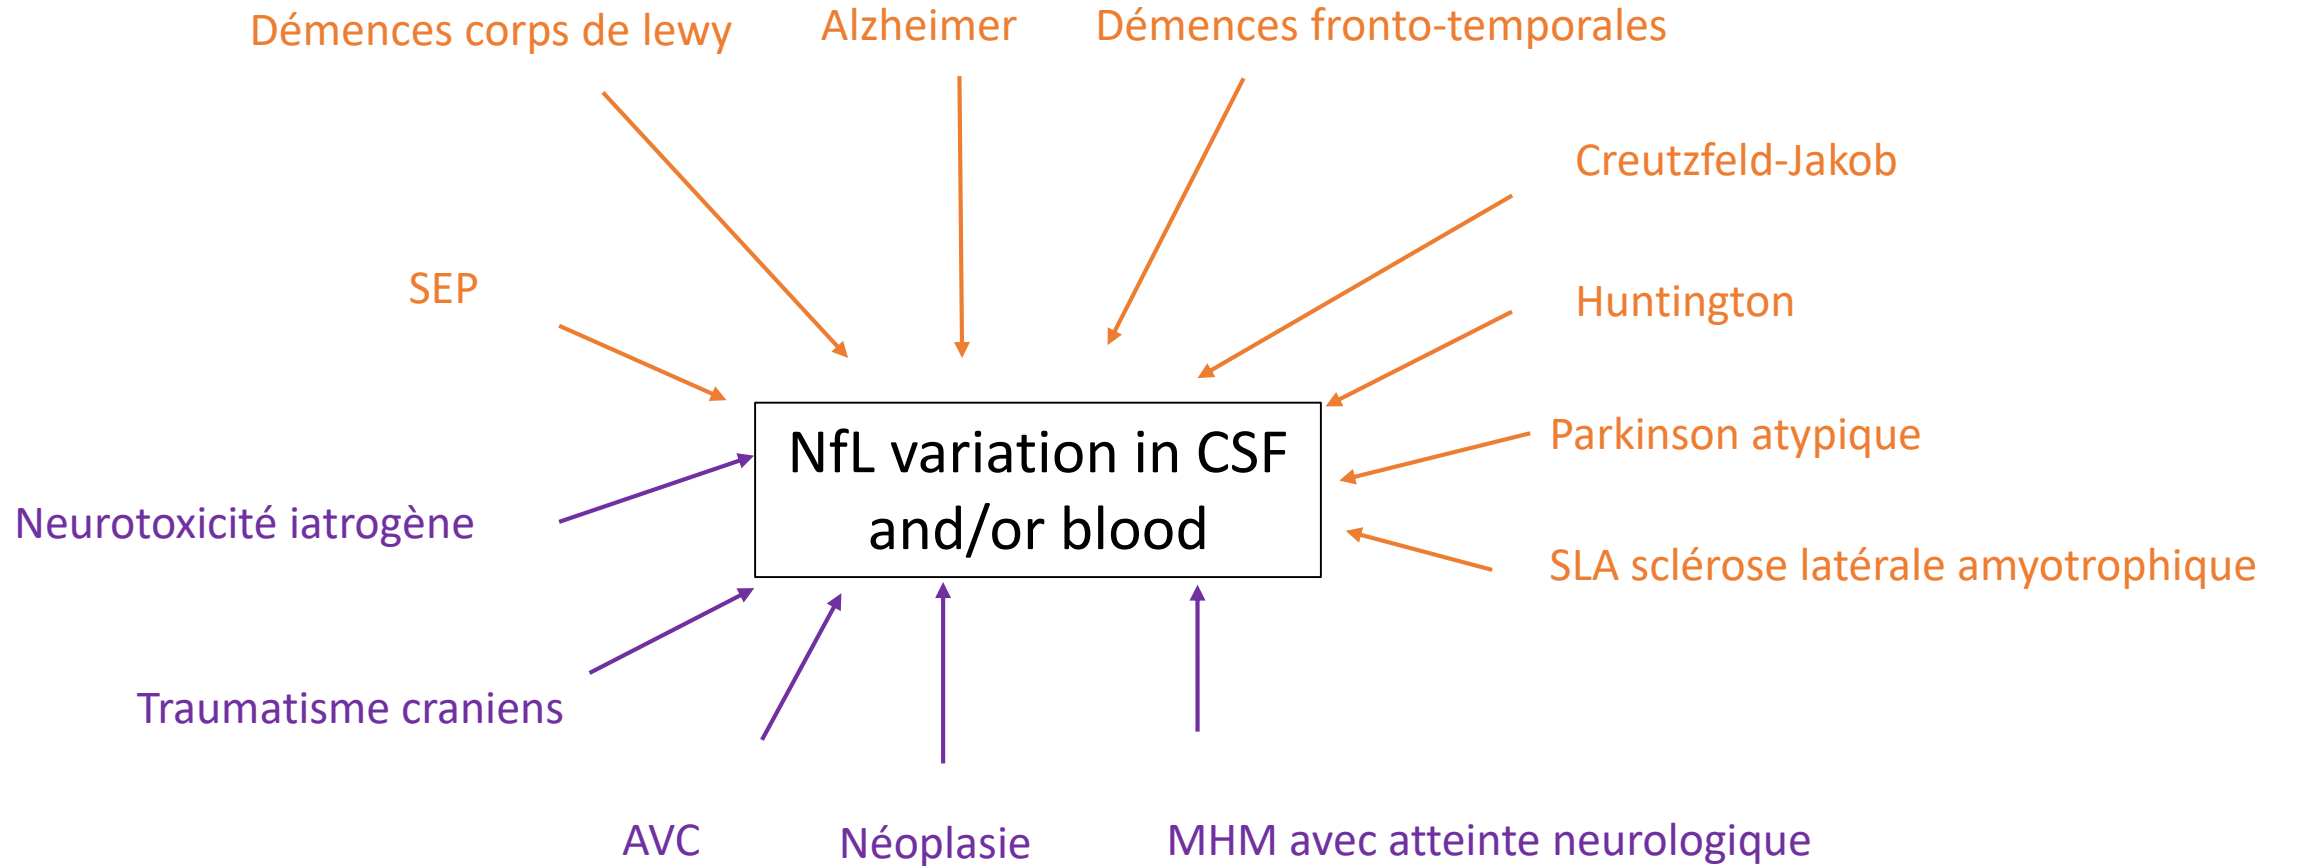 Démences corps de lewy
Alzheimer
Démences fronto-temporales
Creutzfeld-Jakob
SEP
Huntington
Parkinson atypique
NfL variation in CSF
and/or blood
Neurotoxicité iatrogène
SLA sclérose latérale amyotrophique
Traumatisme craniens
AVC
Néoplasie
MHM avec atteinte neurologique